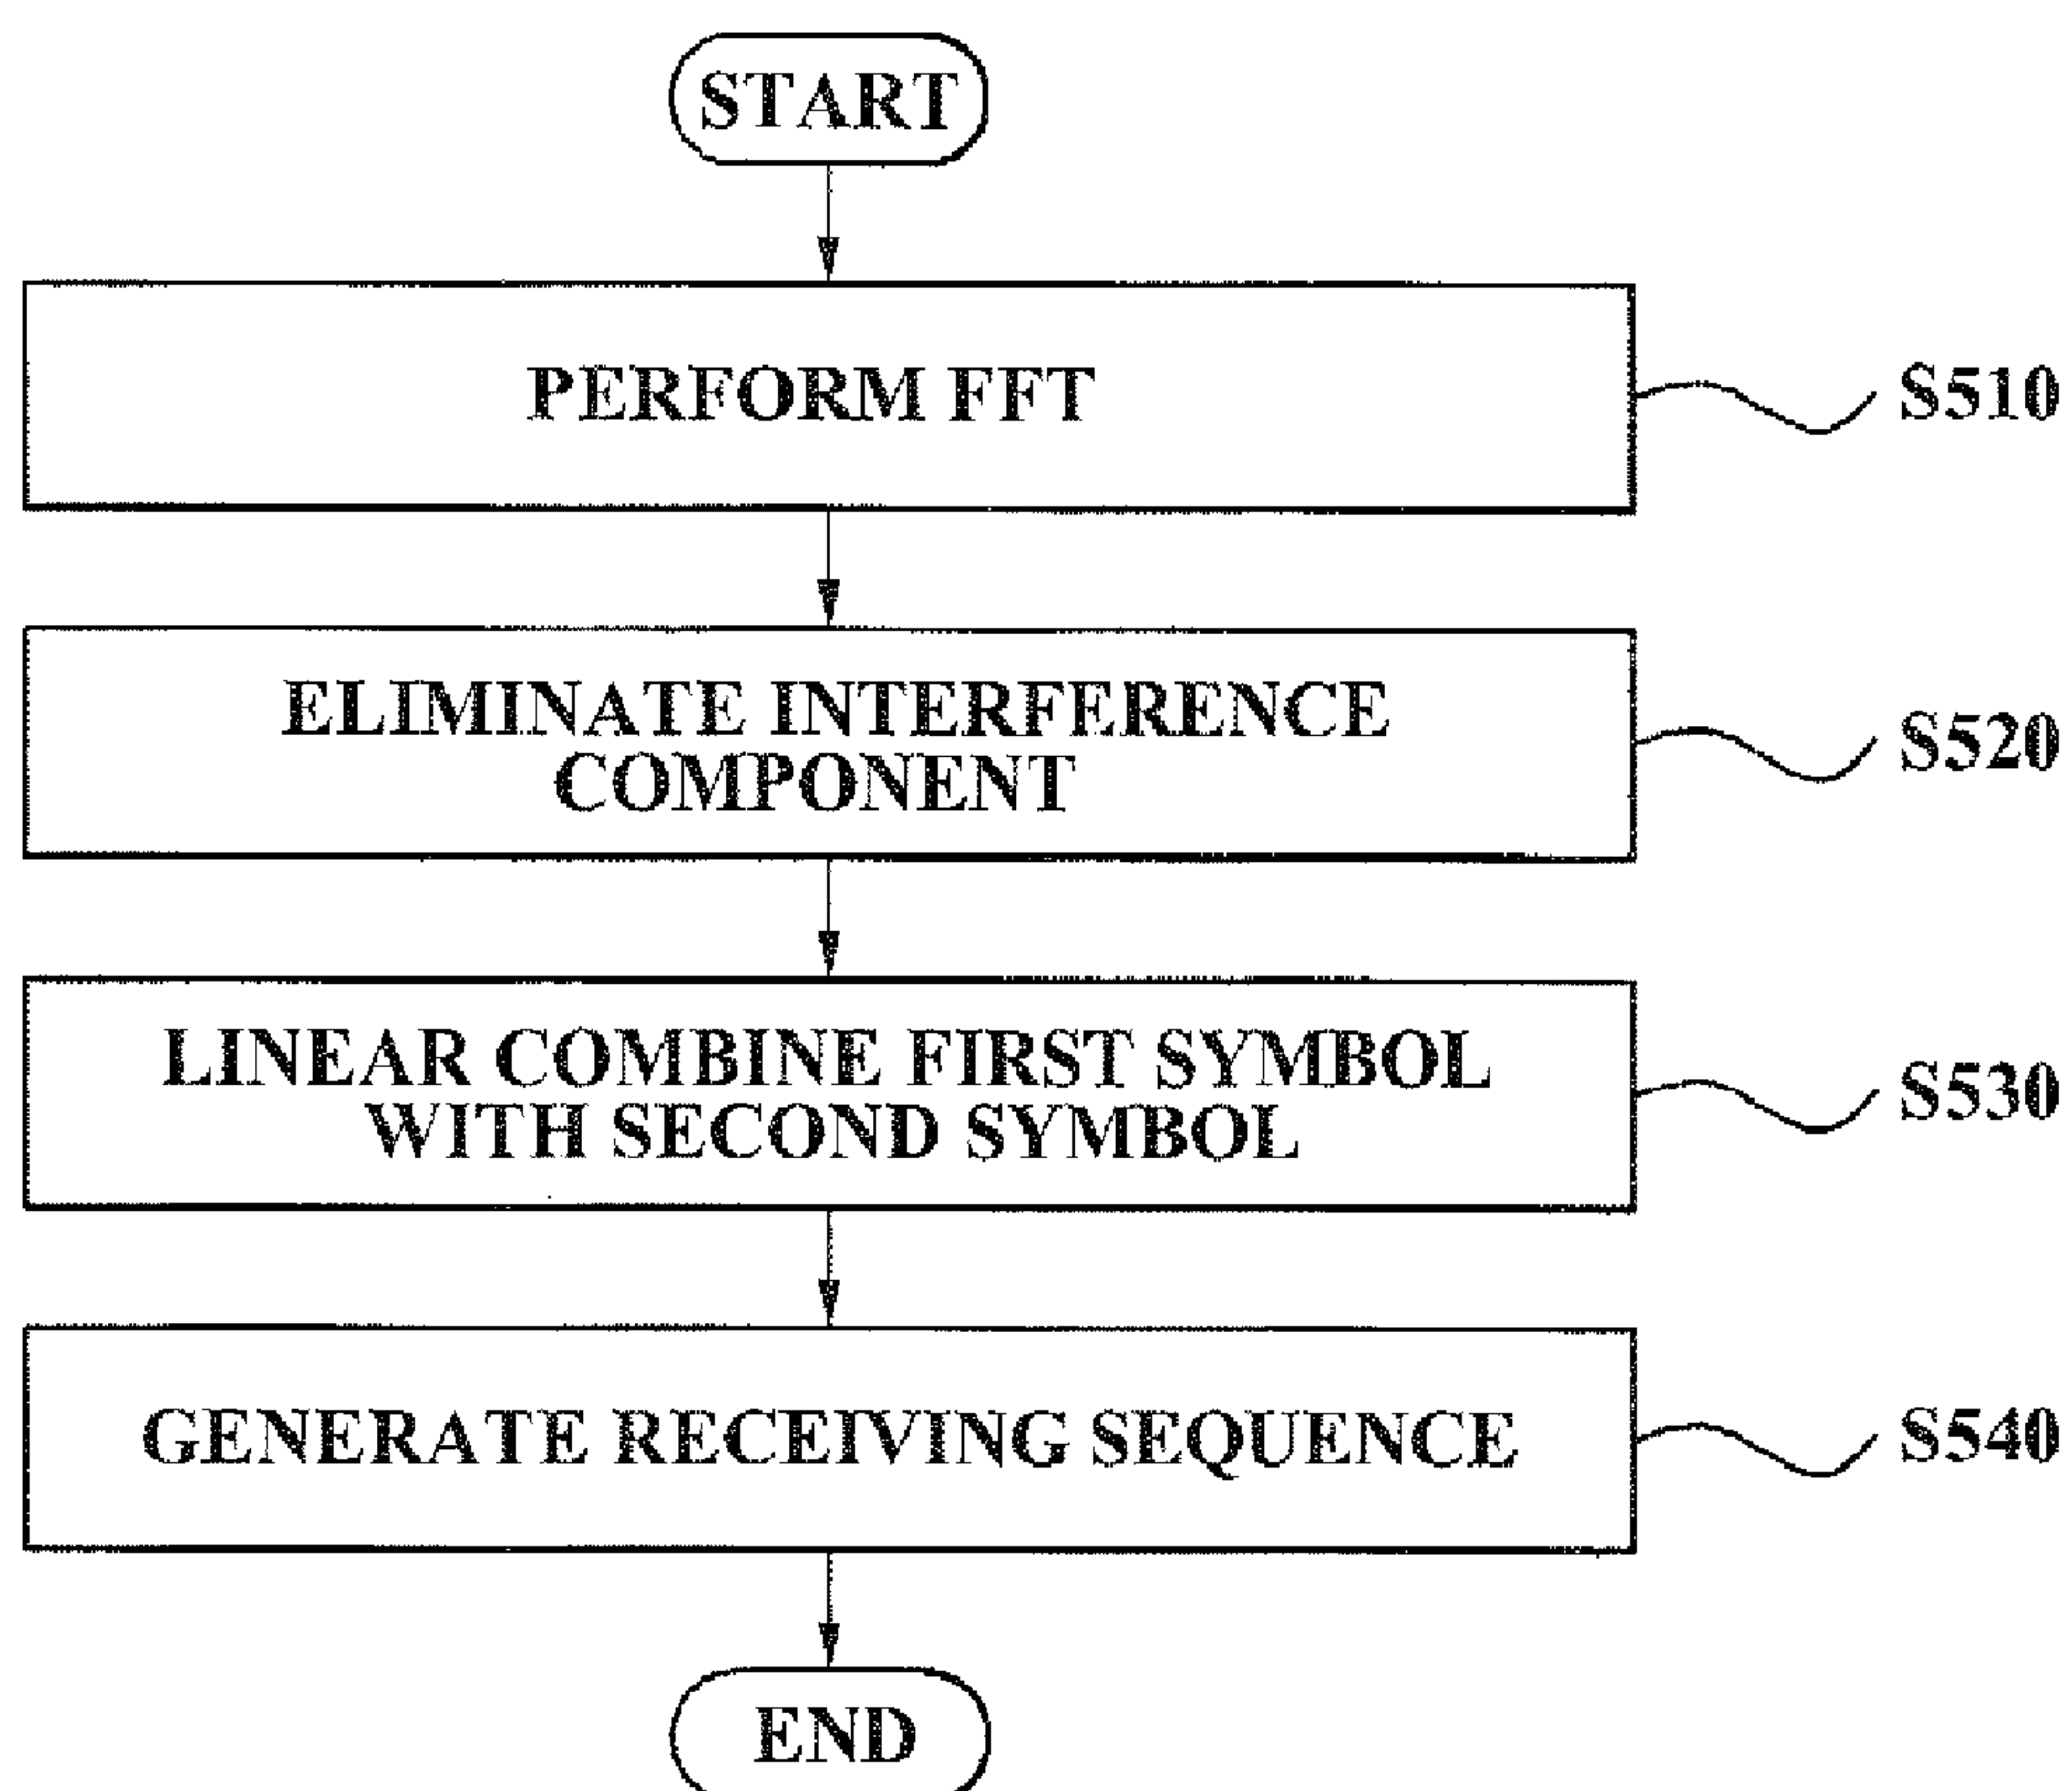 START
PERFORM FFT
S510
ELIMINATE INTERFERENCE
COMPONENT
S520
LINEAR COMBINE FIRST SYMBOL
WITH SECOND SYMBOL
S530
GENERATE RECEIVING SEQUENCE
S540
END